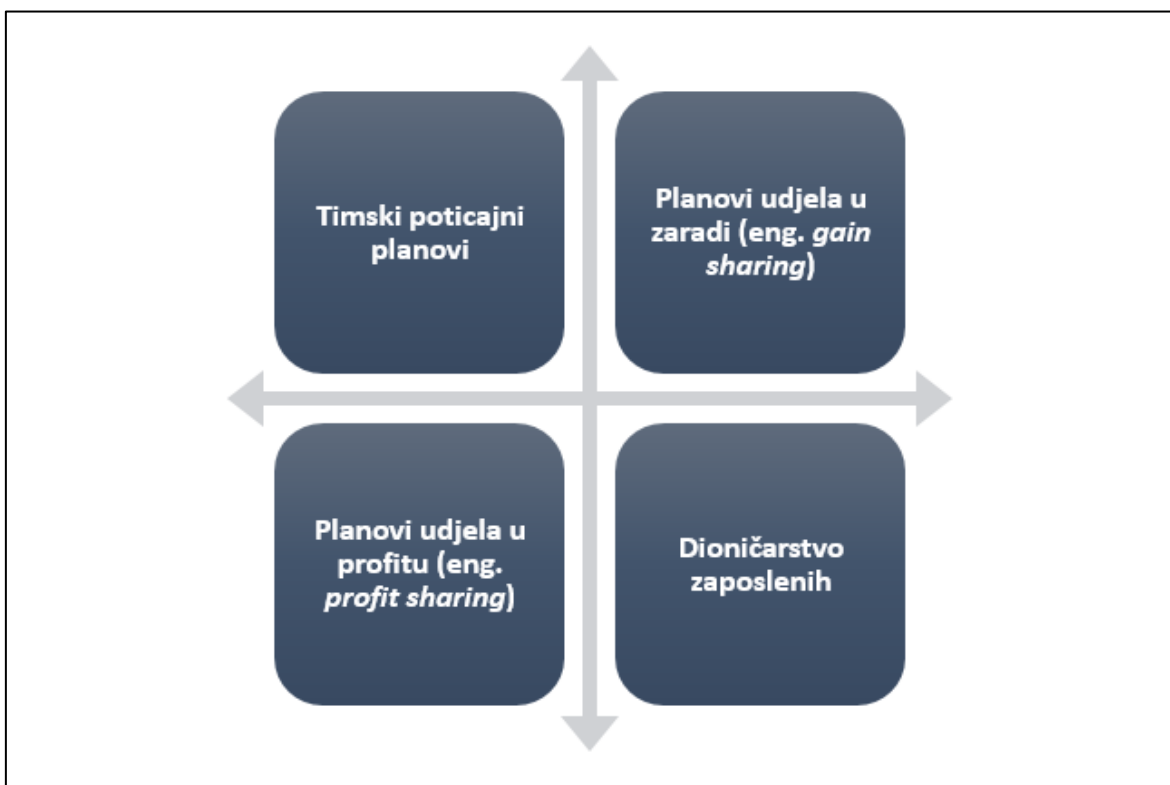 Timski poticajni
planovi
Planovi udjela u
zaradi (eng. gain
sharing)
Planovi udjela u
profitu (eng.
profit sharing)
Dioničarstvo
zaposlenih